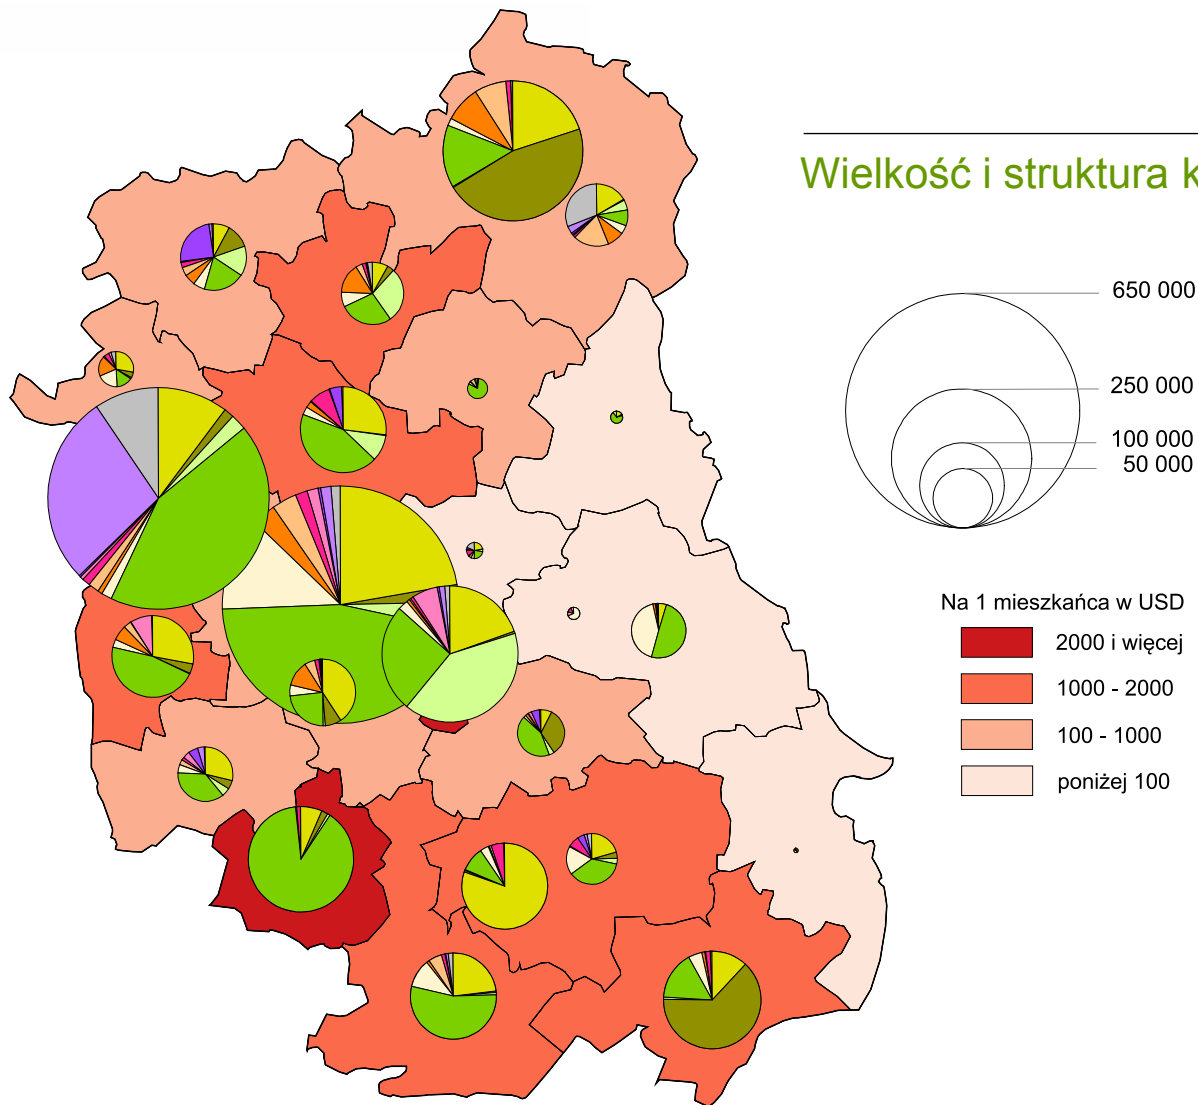 Wielkość i struktura k
650 000
250 000
100 000
50 000
Na 1 mieszkańca w USD
2000 i więcej
1000 - 2000
100 - 1000
poniżej 100